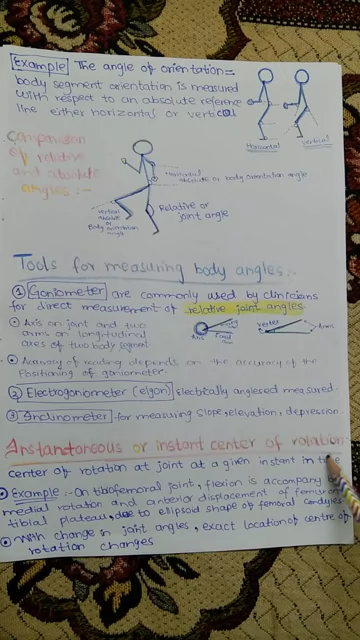 Example The angle of orientation =
body segment orientation is measured
with respect to an absolute reference
line either horizontal or vertical
Horizontal
Vertical
Comparision
of relative
and absolute
angles :-
Horizontal
absolute or body orientation angle
Vertical
absolute
or
Body orientation
angle
Relative or
joint angle
Tools for measuring body angles :-
① Goniometer are commonly used by clinicians
for direct measurement of relative joint angles
Axis on joint and two
arms on longitudinal
axes of two body segment
Axis
Fixed
arm
vertex
Arms
Accuracy of reading depends on the accuracy of the
Positioning of goniometer.
② Electrogoniometer (elgon) Electrically angles measured.
③ Inclinometer for measuring slope, elevation, depression.
Anstanctaneous or instant center of rotation:
center of rotation at joint at a given instant in time
Example :- On tibiofemoral joint, flexion is accompany by
medial rotation and anterior displacement of femur on
tibial plateau, due to ellipsoid shape of femoral condyles
With change in joint angles, exact location of centre of
rotation changes